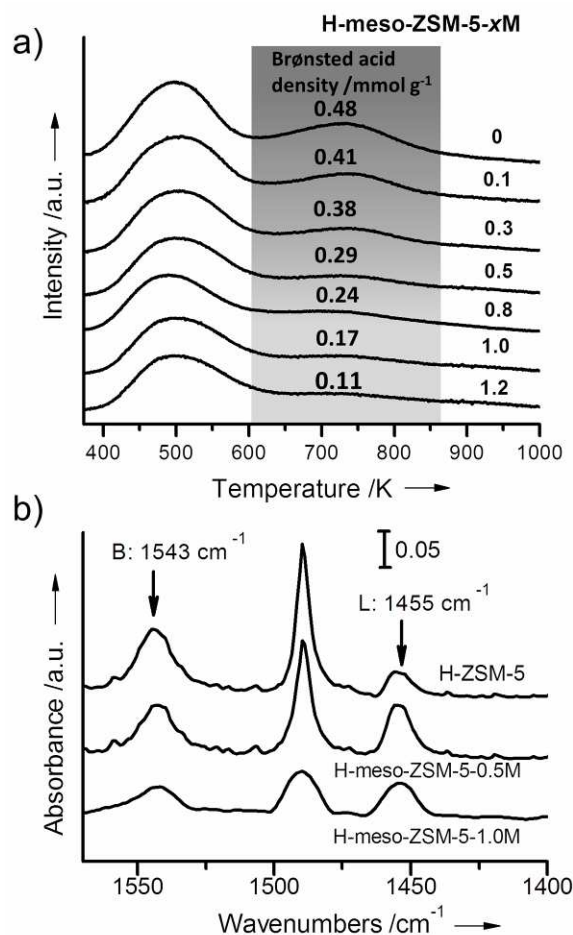 a)
H-meso-ZSM-5-xM
Brønsted acid
density /mmol g⁻¹
0.48
0
0.41
0.1
0.38
0.3
0.29
0.5
0.24
0.8
0.17
1.0
0.11
1.2
Intensity /a.u.
400 500 600 700 800 900 1000
Temperature /K
b)
B: 1543 cm⁻¹
0.05
L: 1455 cm⁻¹
H-ZSM-5
H-meso-ZSM-5-0.5M
H-meso-ZSM-5-1.0M
Absorbance /a.u.
1550 1500 1450 1400
Wavenumbers /cm⁻¹